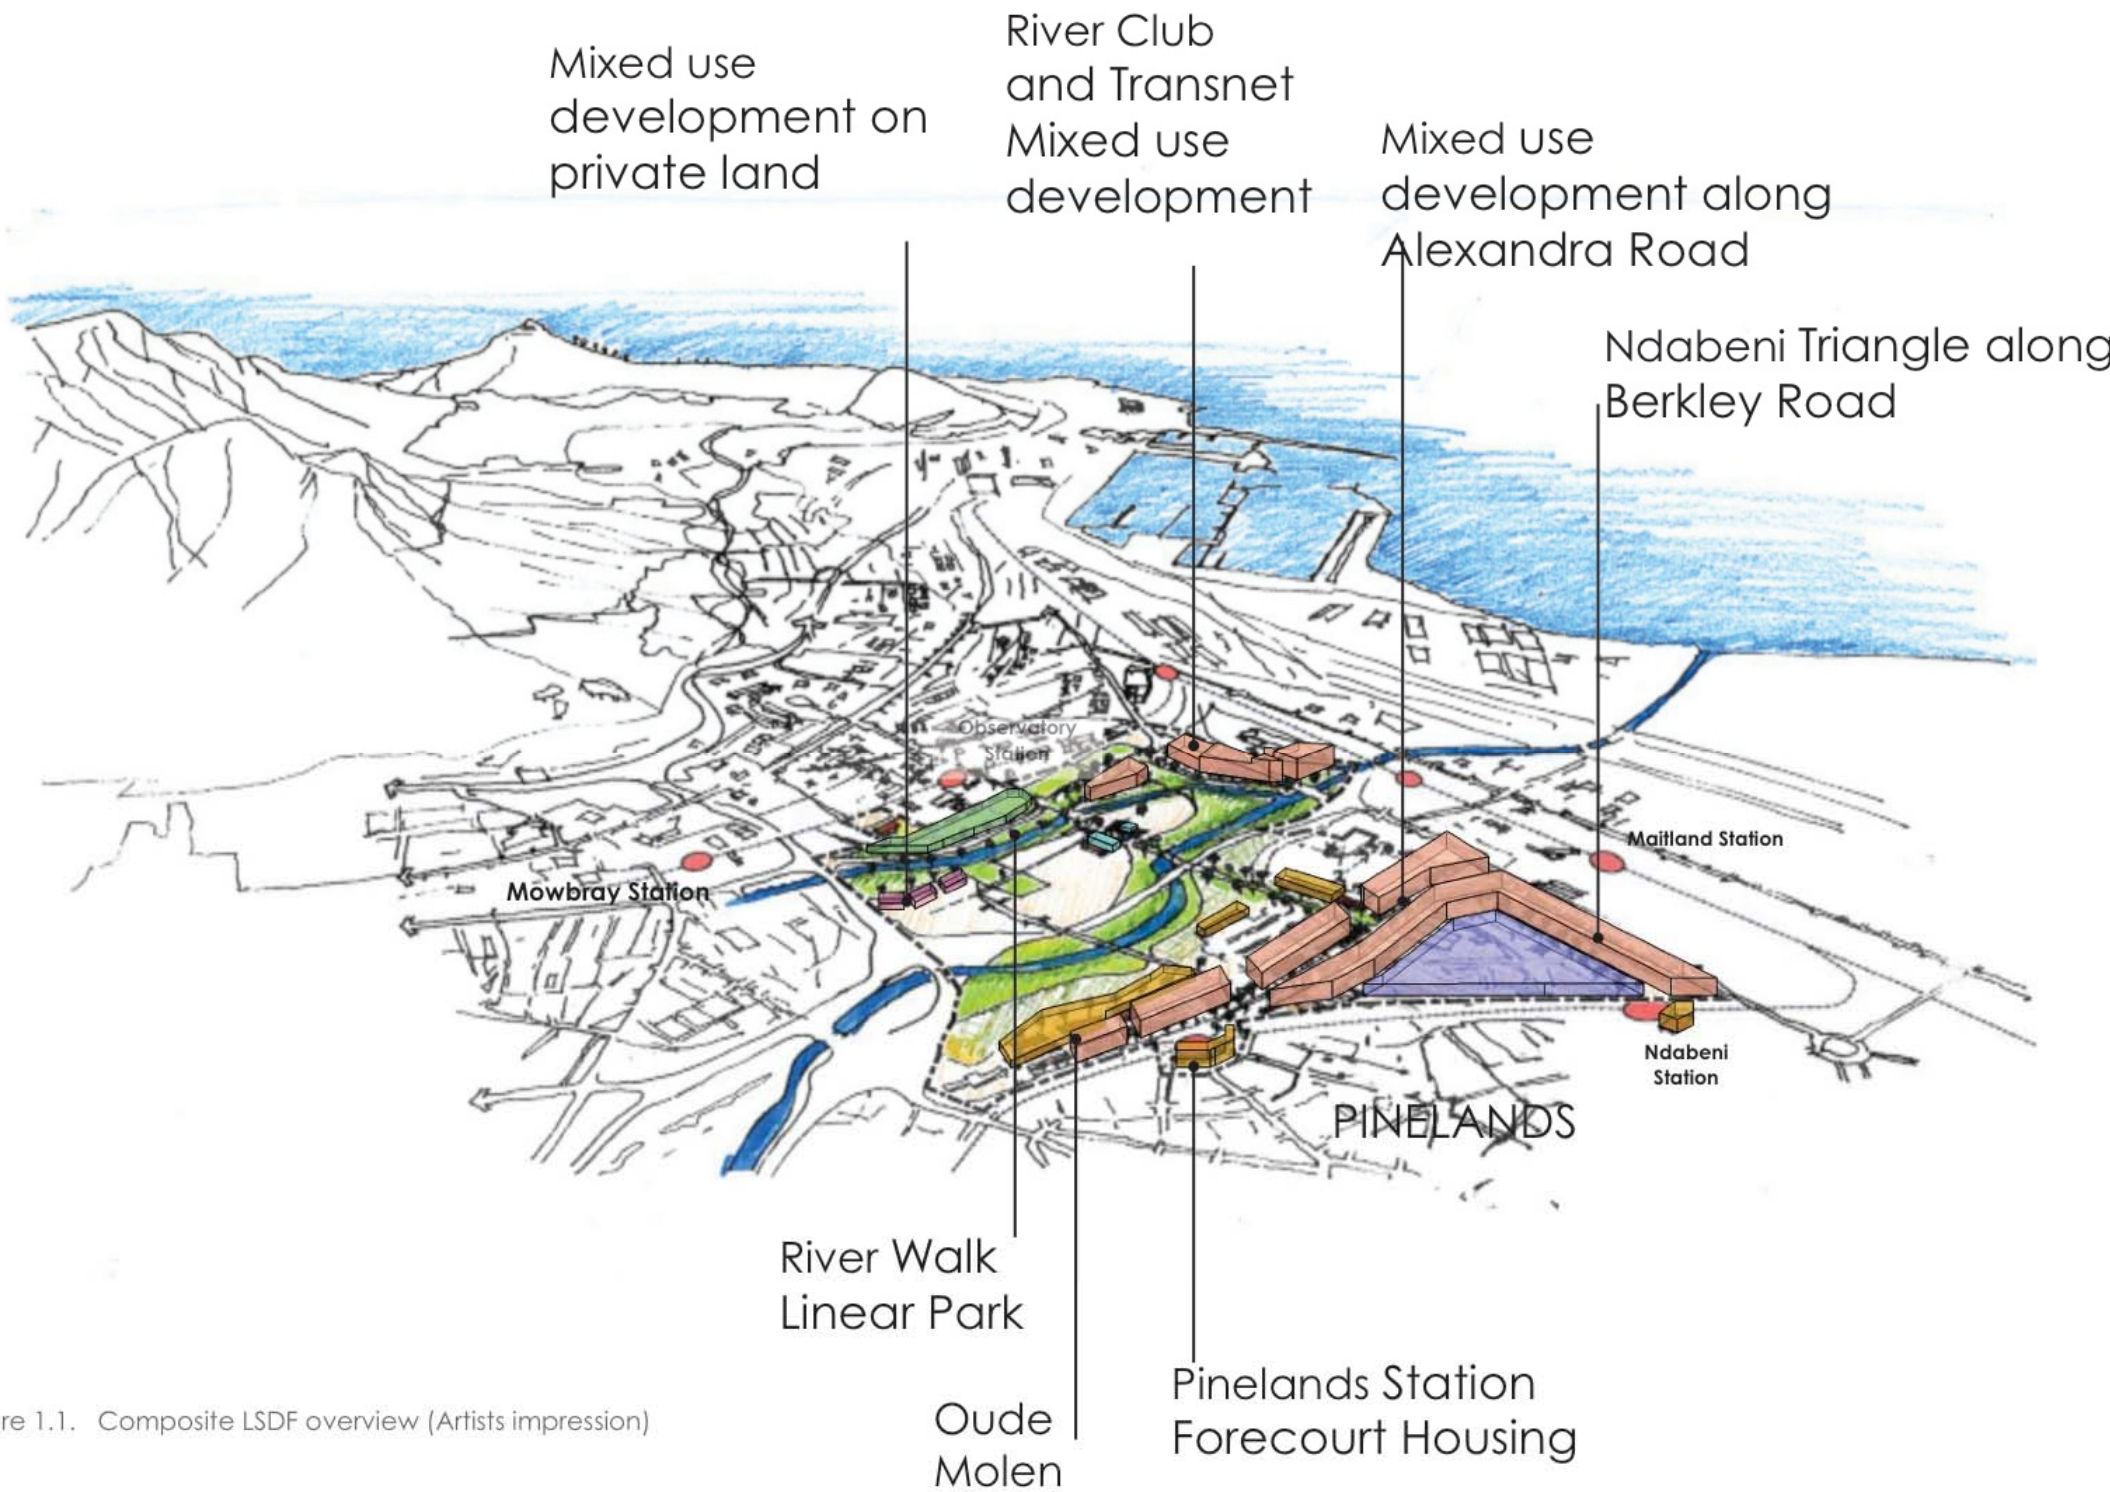 Mixed use
development on
private land
River Club
and Transnet
Mixed use
development
Mixed use
development along
Alexandra Road
Ndabeni Triangle along
Berkley Road
Observatory
Station
Maitland Station
Mowbray Station
Ndabeni
Station
PINELANDS
River Walk
Linear Park
Oude
Molen
Pinelands Station
Forecourt Housing
re 1.1. Composite LSDF overview (Artists impression)